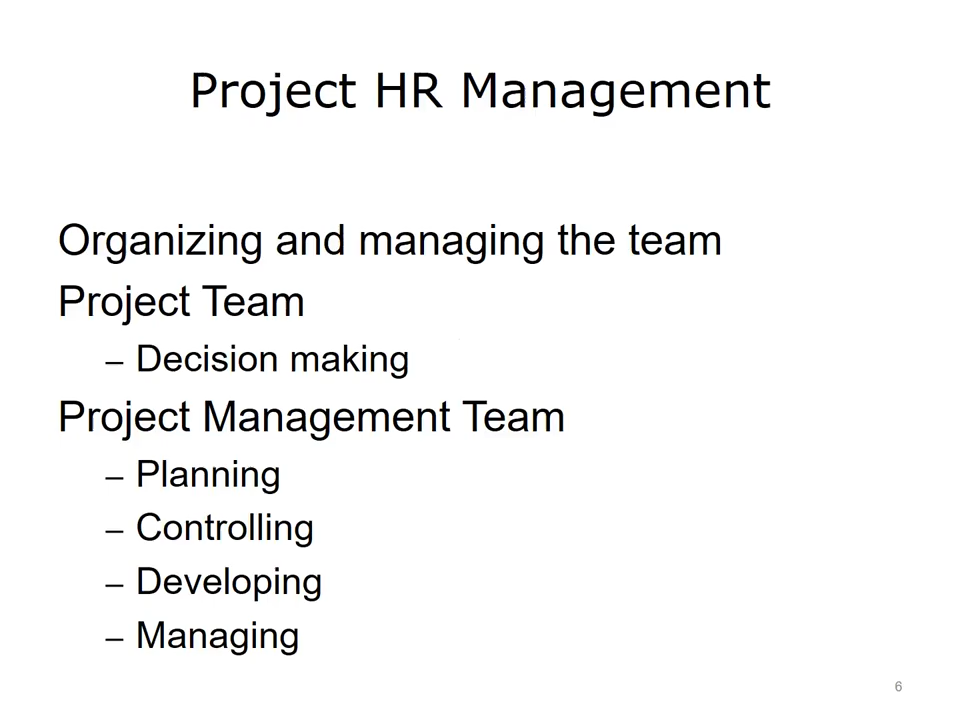 Project HR Management
Organizing and managing the team
Project Team
– Decision making
Project Management Team
– Planning
– Controlling
– Developing
– Managing
6